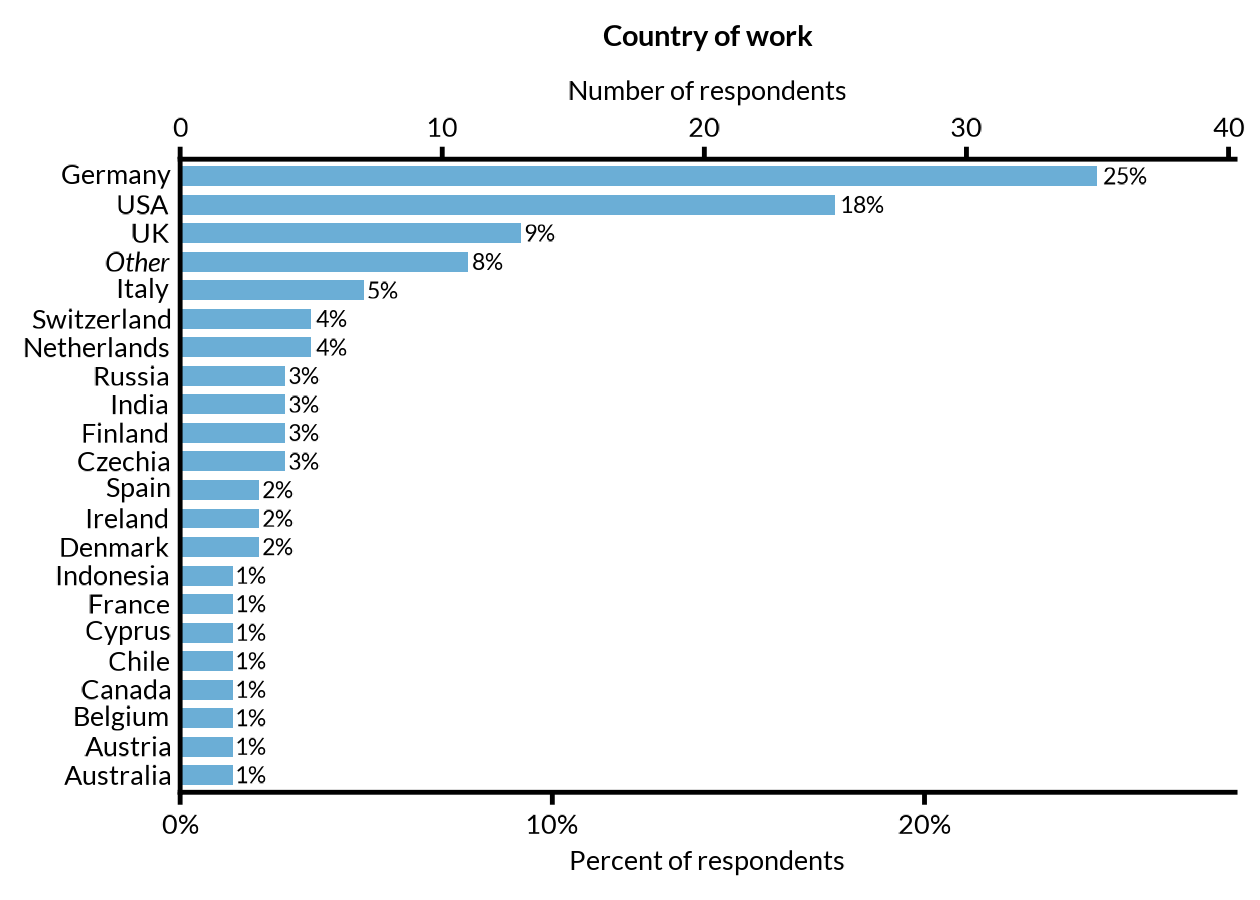 Country of work
Number of respondents
0 10 20 30 40
Germany 25%
USA 18%
UK 9%
Other 8%
Italy 5%
Switzerland 4%
Netherlands 4%
Russia 3%
India 3%
Finland 3%
Czechia 3%
Spain 2%
Ireland 2%
Denmark 2%
Indonesia 1%
France 1%
Cyprus 1%
Chile 1%
Canada 1%
Belgium 1%
Austria 1%
Australia 1%
0% 10% 20%
Percent of respondents